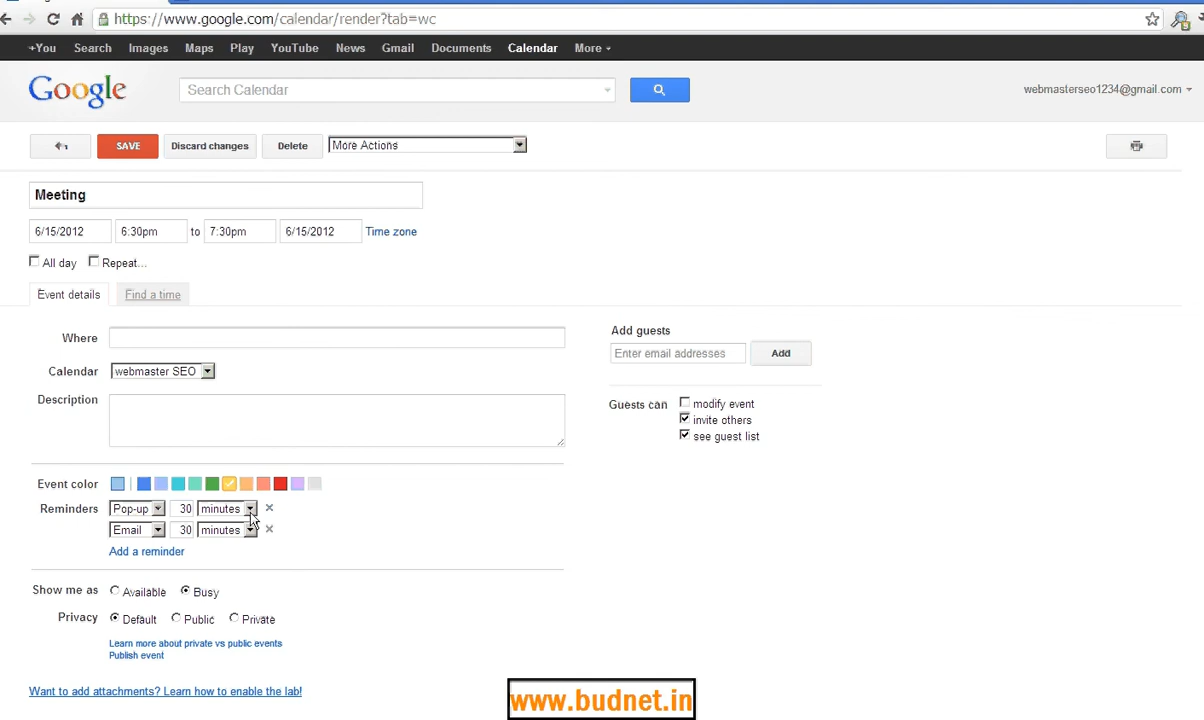 https://www.google.com/calendar/render?tab=wc
+You Search Images Maps Play YouTube News Gmail Documents Calendar More
Google Search Calendar webmasterseo1234@gmail.com
SAVE Discard changes Delete More Actions
Meeting
6/15/2012 6:30pm to 7:30pm 6/15/2012 Time zone
All day Repeat...
Event details Find a time
Where
Calendar webmaster SEO
Description
Event color
Reminders Pop-up 30 minutes
Email 30 minutes
Add a reminder
Show me as Available Busy
Privacy Default Public Private
Learn more about private vs public events
Publish event
Want to add attachments? Learn how to enable the lab!
Add guests
Enter email addresses Add
Guests can modify event
invite others
see guest list
www.budnet.in